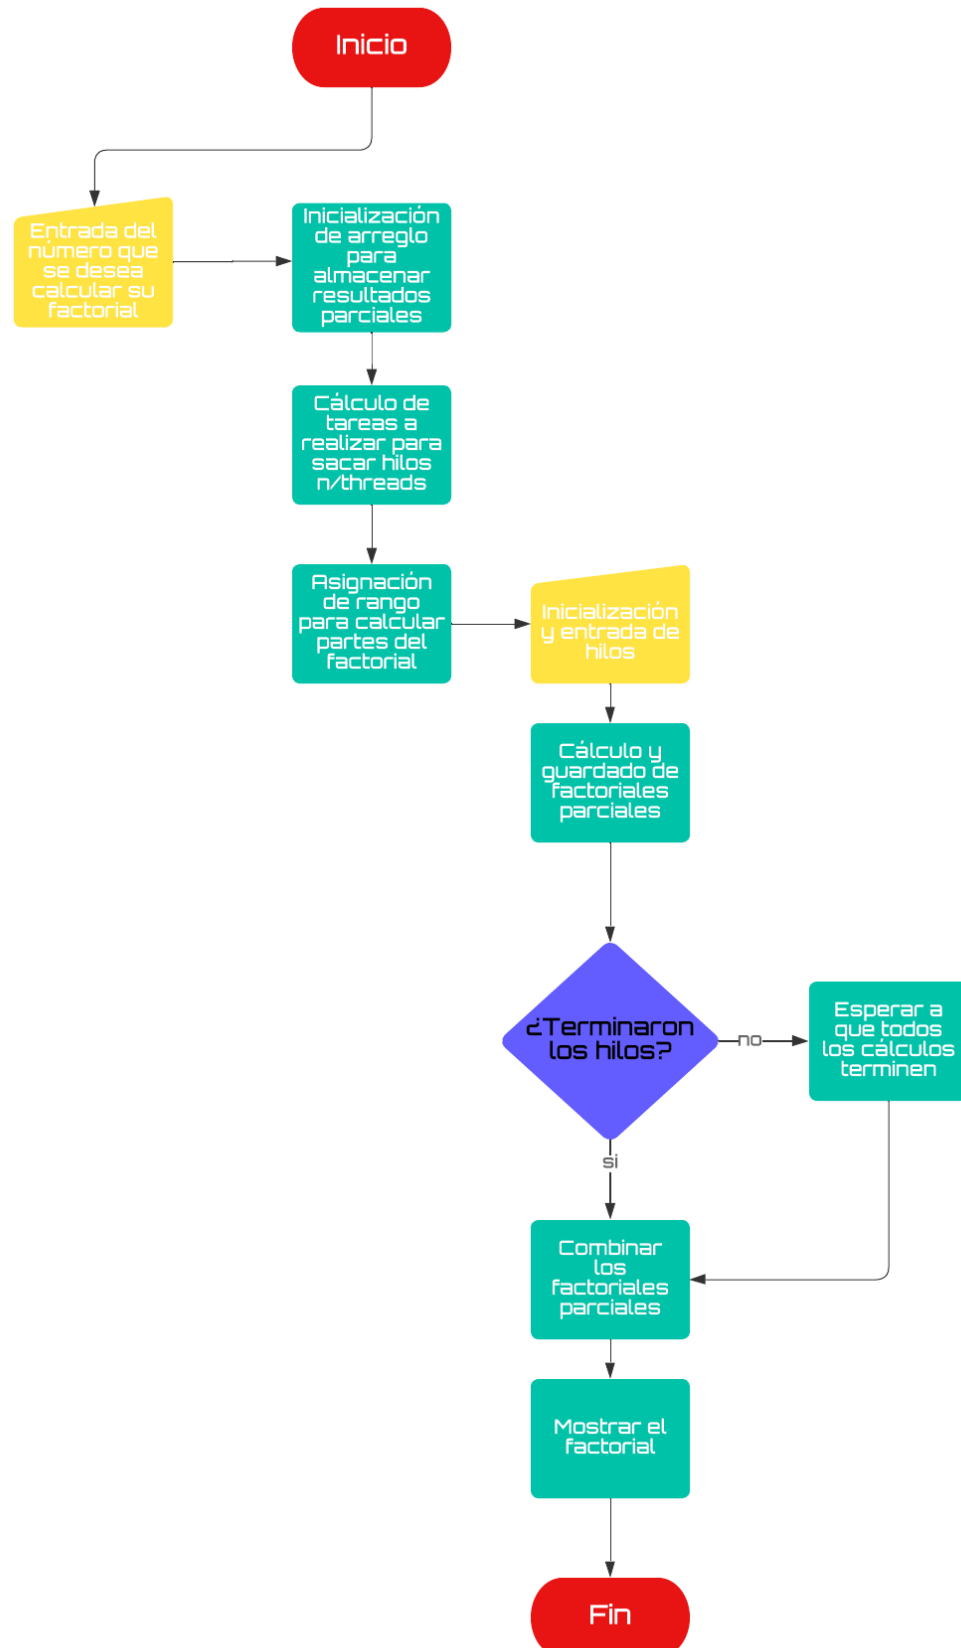 Inicio
Entrada del
número que
se desea
calcular su
factorial
Inicialización
de arreglo
para
almacenar
resultados
parciales
Cálculo de
tareas a
realizar para
sacar hilos
n/threads
Asignación
de rango
para calcular
partes del
factorial
Inicialización
y entrada de
hilos
Cálculo y
guardado de
factoriales
parciales
¿Terminaron
los hilos?
no
Esperar a
que todos
los cálculos
terminen
si
Combinar
los
factoriales
parciales
Mostrar el
factorial
Fin